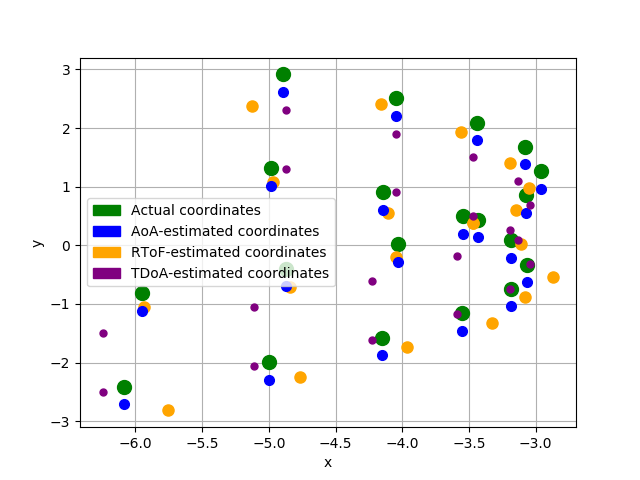 3
2
1
0
−1
−2
−3
y
Actual coordinates
AoA-estimated coordinates
RToF-estimated coordinates
TDoA-estimated coordinates
−6.0 −5.5 −5.0 −4.5 −4.0 −3.5 −3.0
x